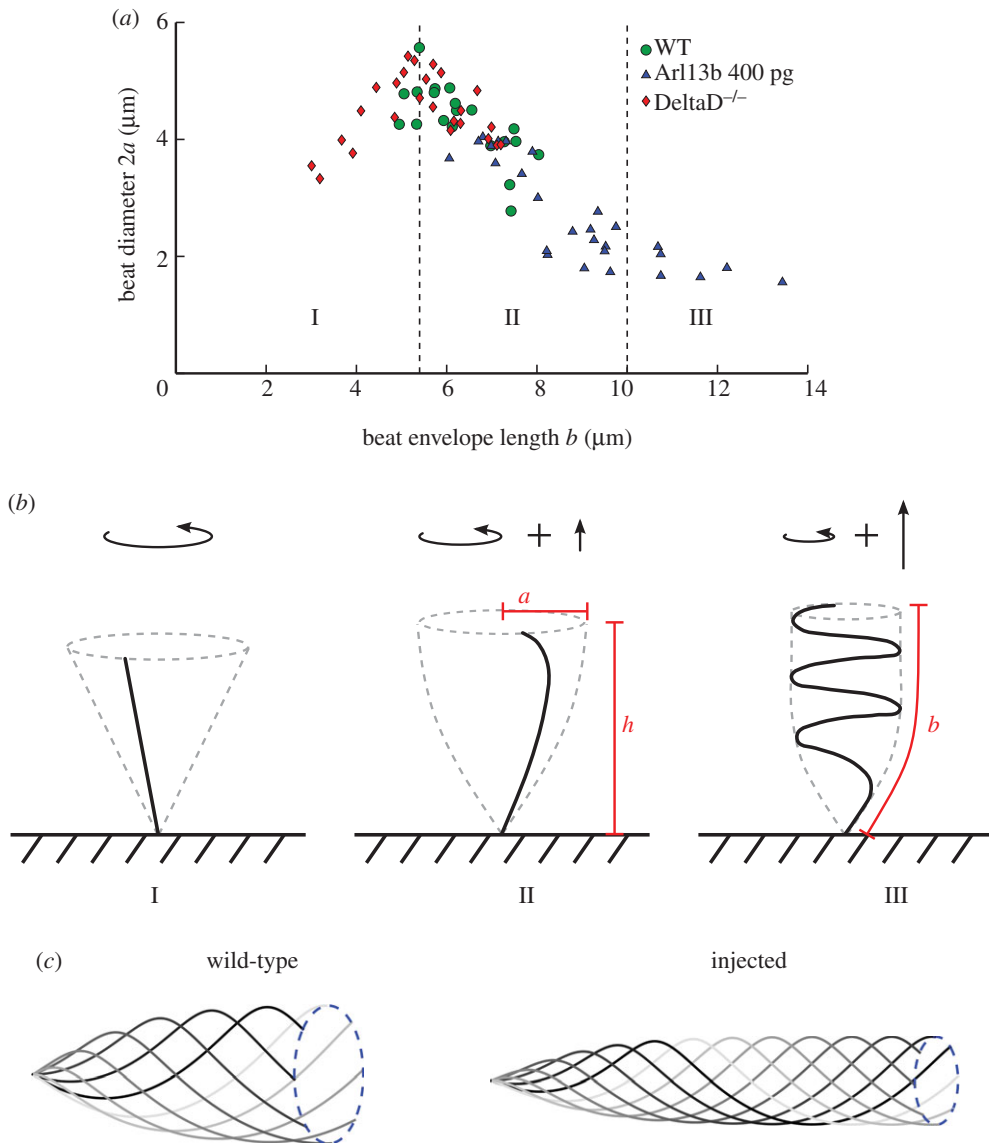 (a)
6
4
2
0
beat diameter 2a (µm)
WT
Arl13b 400 pg
DeltaD–/–
I
II
III
0
2
4
6
8
10
12
14
beat envelope length b (µm)
(b)
+
+
a
h
b
I
II
III
(c)
wild-type
injected